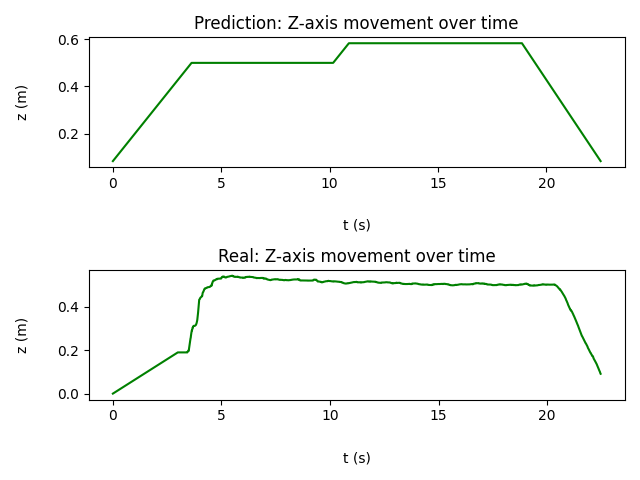 Prediction: Z-axis movement over time
0.6
0.4
0.2
z (m)
0 5 10 15 20
t (s)
Real: Z-axis movement over time
0.4
0.2
0.0
z (m)
0 5 10 15 20
t (s)